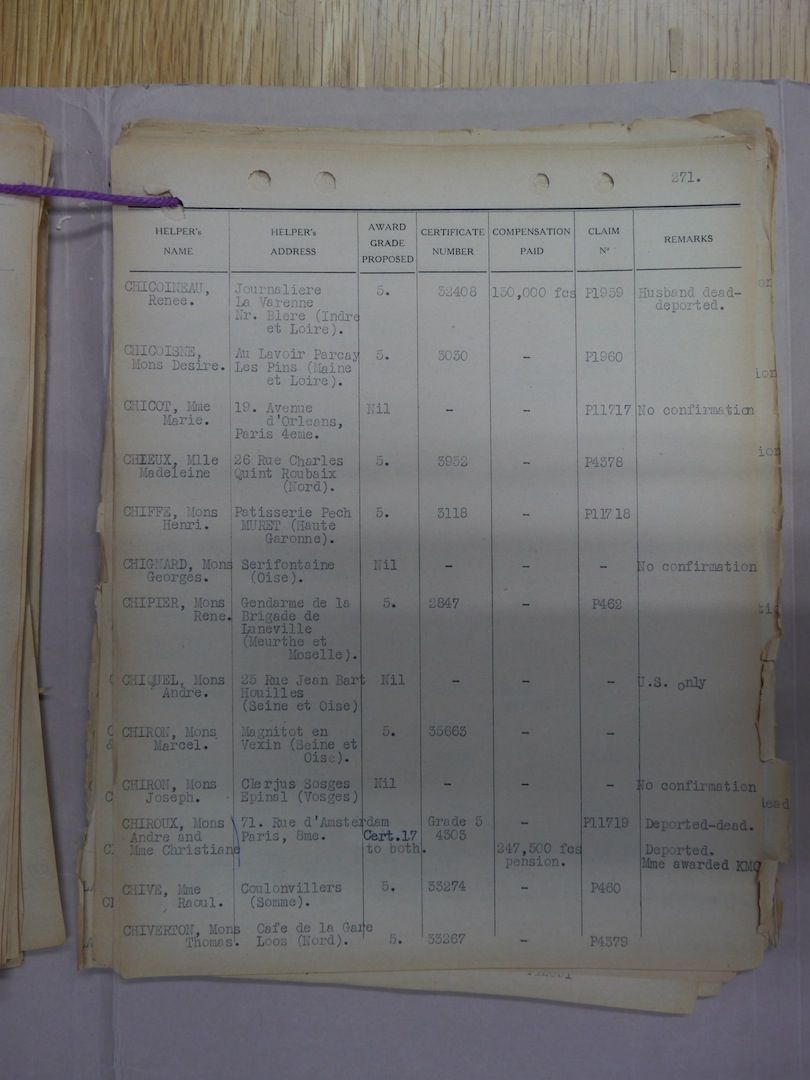 271.
HELPER's NAME
HELPER's ADDRESS
AWARD GRADE PROPOSED
CERTIFICATE NUMBER
COMPENSATION PAID
CLAIM Nº
REMARKS
CHICOINEAU, Journaliere 5. 32408 130,000 fcs P1959 Husband dead-
Renee. La Varenne deported.
Nr. Blere (Indre
et Loire).
CHICOISNE, Au Lavoir Parcay 5. 3030 - P1960
Mons Desire. Les Pins (Maine
et Loire).
CHICOT, Mme 19. Avenue Nil - - P11717 No confirmation
Marie. d'Orleans,
Paris 4eme.
CHIEUX, Mlle 26 Rue Charles 5. 3952 - P4378
Madeleine Quint Roubaix
(Nord).
CHIFFE, Mons Patisserie Pech 5. 3118 - P11718
Henri. MURET (Haute
Garonne).
CHIGNARD, Mons Serifontaine Nil - - - No confirmation
Georges. (Oise).
CHIPIER, Mons Gendarme de la 5. 2847 - P462
Rene. Brigade de
Luneville
(Meurthe et
Moselle).
CHIQUEL, Mons 25 Rue Jean Bart Nil - - - U.S. only
Andre. Houilles
(Seine et Oise)
CHIRON, Mons Magnitot en 5. 35663 - -
Marcel. Vexin (Seine et
Oise).
CHIRON, Mons Clerjus Sosges Nil - - - No confirmation
Joseph. Epinal (Vosges)
CHIROUX, Mons 71. Rue d'Amsterdam Grade 5 P11719 Deported-dead.
Andre and Paris, 8me. Cert.17 4303
Mme Christiane to both. 247,500 fcs Deported.
pension. Mme awarded KMC
CHIVE, Mme Coulonvillers 5. 33274 - P460
Raoul. (Somme).
CHIVERTON, Mons Cafe de la Gare
Thomas. Loos (Nord). 5. 33267 - P4379